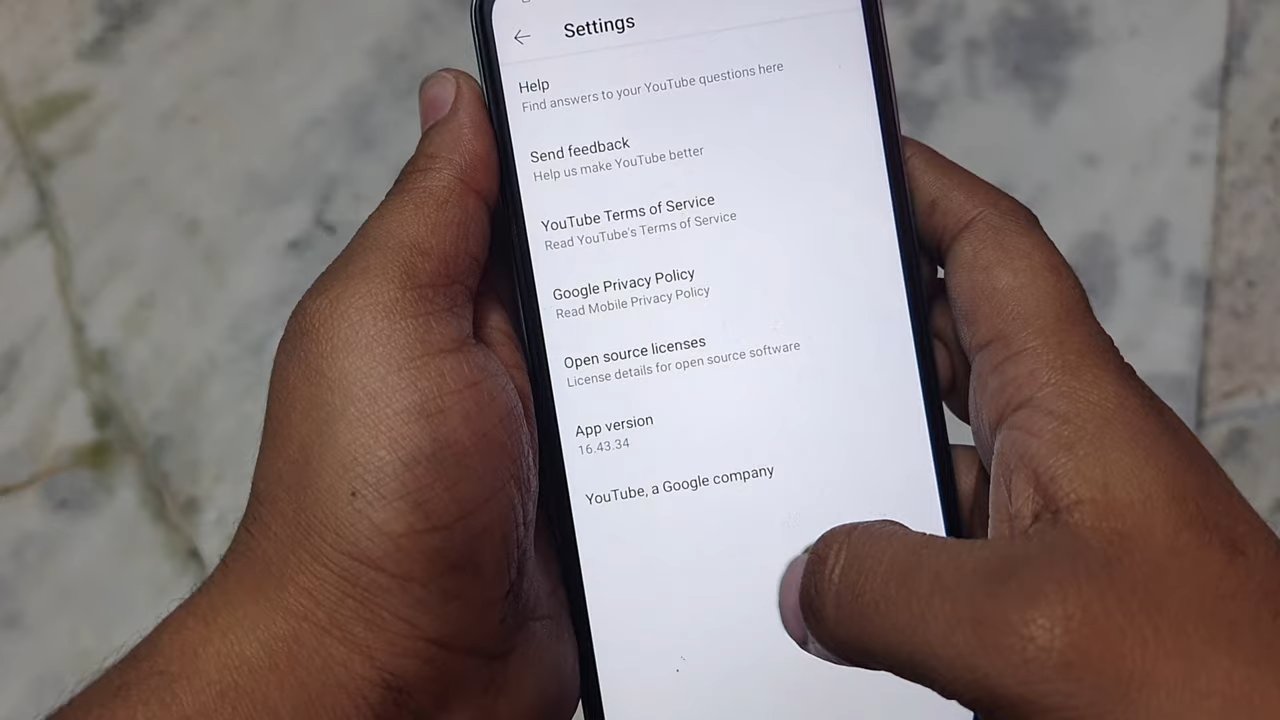 Settings
Help
Find answers to your YouTube questions here
Send feedback
Help us make YouTube better
YouTube Terms of Service
Read YouTube's Terms of Service
Google Privacy Policy
Read Mobile Privacy Policy
Open source licenses
License details for open source software
App version
16.43.34
YouTube, a Google company